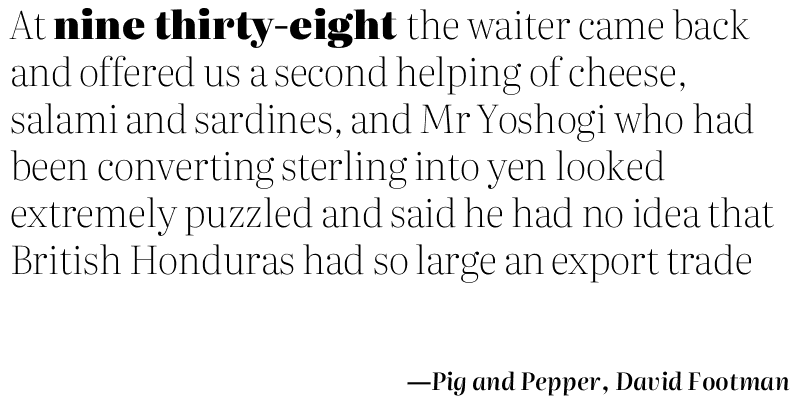 At nine thirty-eight the waiter came back
and offered us a second helping of cheese,
salami and sardines, and Mr Yoshogi who had
been converting sterling into yen looked
extremely puzzled and said he had no idea that
British Honduras had so large an export trade
—Pig and Pepper, David Footman